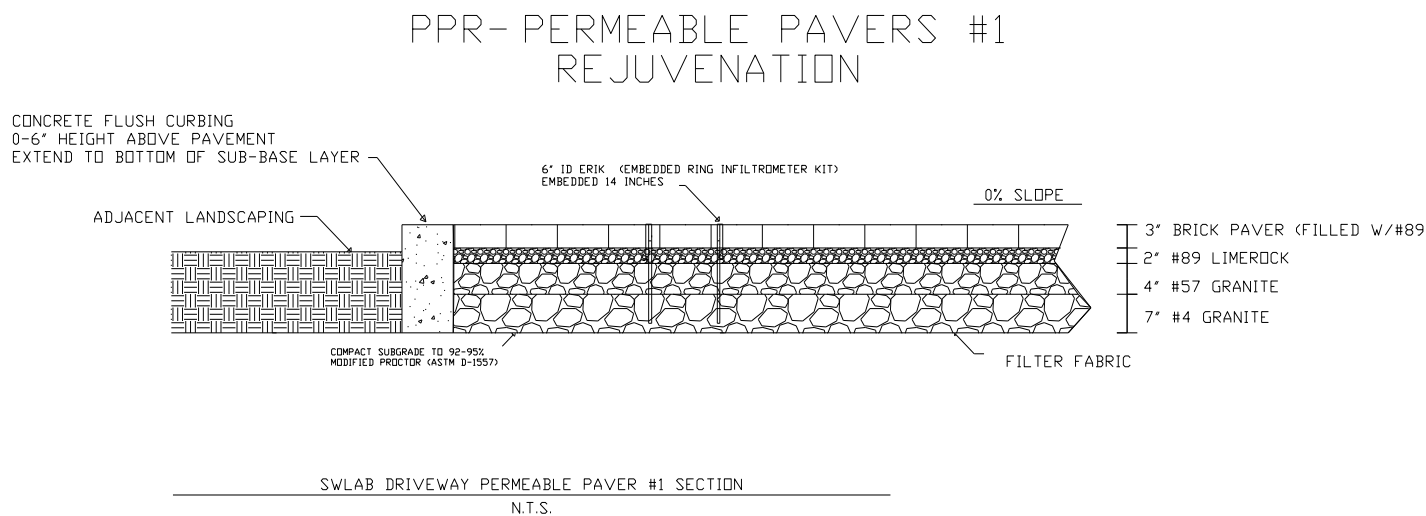 PPR- PERMEABLE PAVERS #1
REJUVENATION
CONCRETE FLUSH CURBING
0-6" HEIGHT ABOVE PAVEMENT
EXTEND TO BOTTOM OF SUB-BASE LAYER
6" ID ERIK (EMBEDDED RING INFILTROMETER KIT)
EMBEDDED 14 INCHES
0% SLOPE
ADJACENT LANDSCAPING
3" BRICK PAVER (FILLED W/#89
2" #89 LIMEROCK
4" #57 GRANITE
7" #4 GRANITE
COMPACT SUBGRADE TO 92-95%
MODIFIED PROCTOR (ASTM D-1557)
FILTER FABRIC
SWLAB DRIVEWAY PERMEABLE PAVER #1 SECTION
N.T.S.